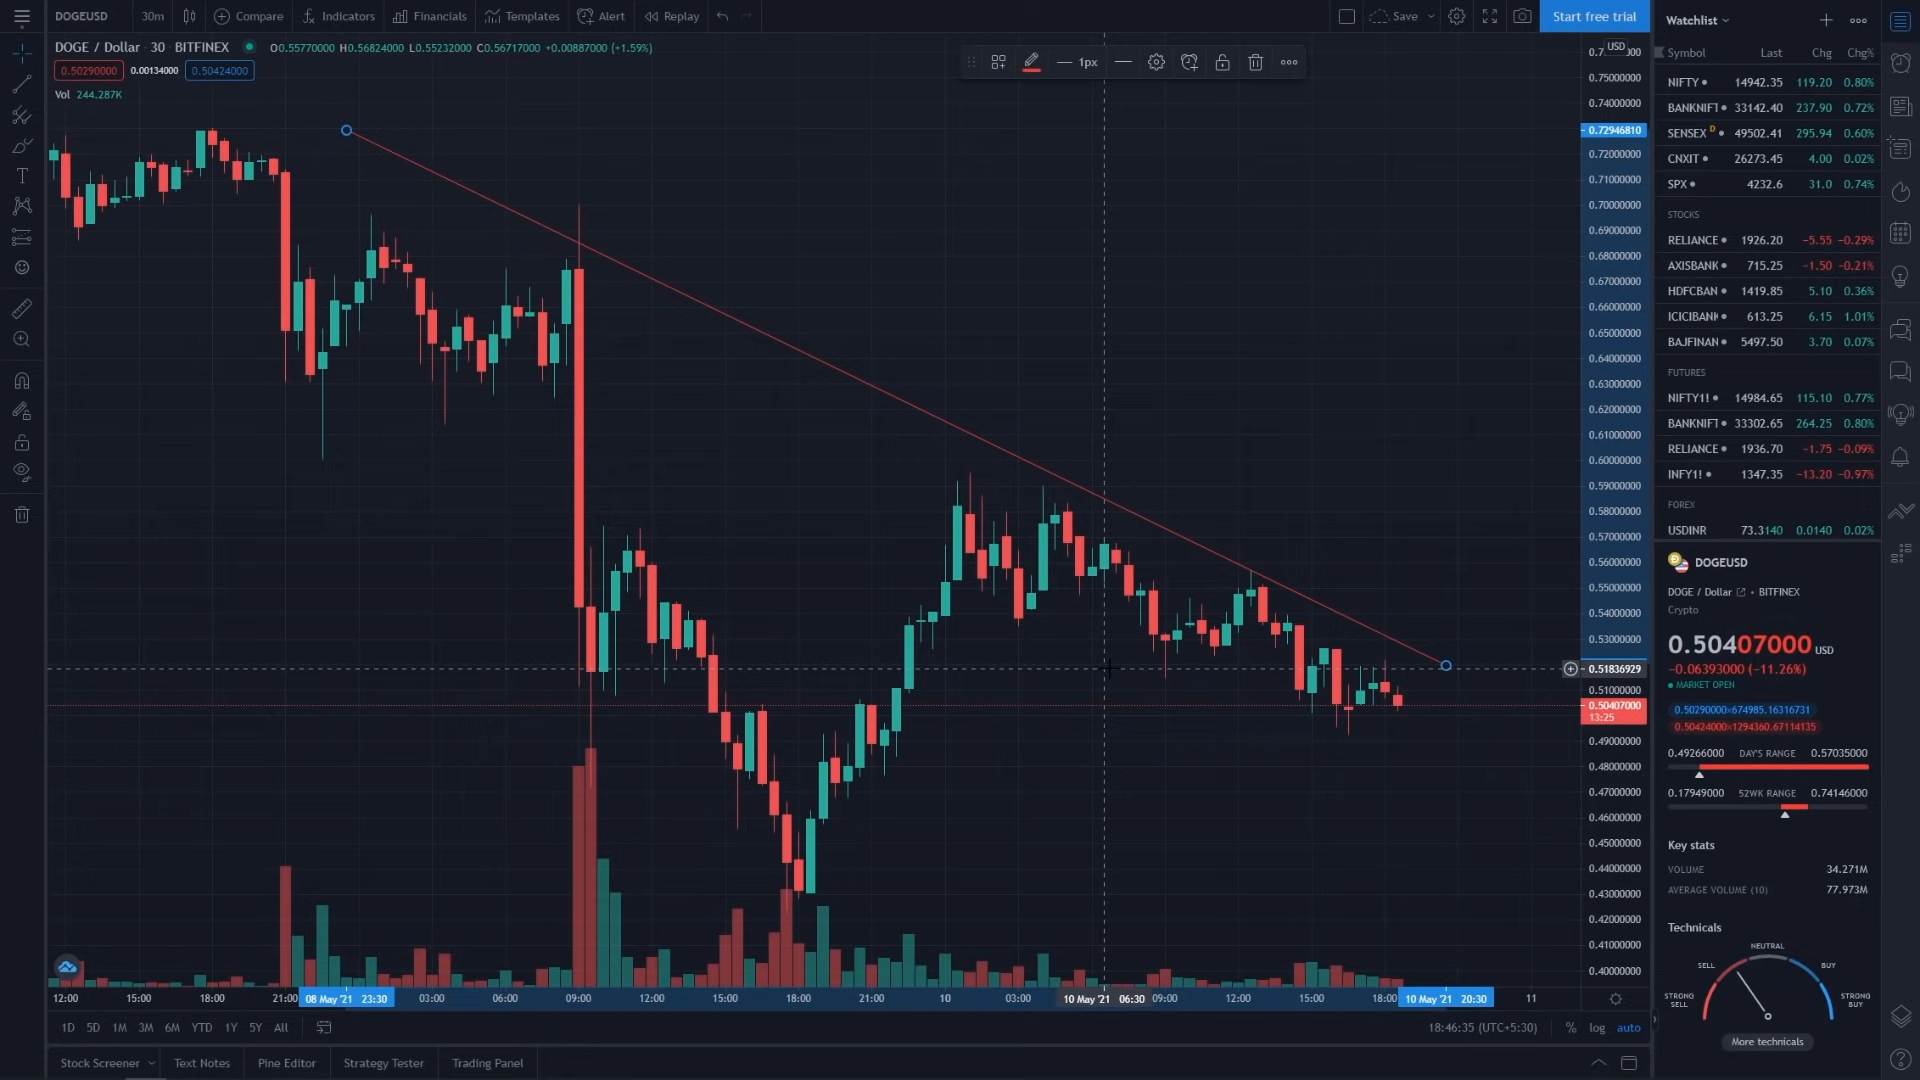 DOGEUSD 30m Compare Indicators Financials Templates Alert Replay Save Start free trial
DOGE / Dollar · 30 · BITFINEX O0.55770000 H0.56824000 L0.55232000 C0.56717000 +0.00887000 (+1.59%)
0.50290000 0.00134000 0.50424000
Vol 244.287K
1px
USD
0.75000000
0.74000000
0.72946810
0.72000000
0.71000000
0.70000000
0.69000000
0.68000000
0.67000000
0.66000000
0.65000000
0.64000000
0.63000000
0.62000000
0.61000000
0.60000000
0.59000000
0.58000000
0.57000000
0.56000000
0.55000000
0.54000000
0.53000000
0.51836929
0.51000000
0.50407000
13:25
0.49000000
0.48000000
0.47000000
0.46000000
0.45000000
0.44000000
0.43000000
0.42000000
0.41000000
0.40000000
12:00 15:00 18:00 21:00 08 May '21 23:30 03:00 06:00 09:00 12:00 15:00 18:00 21:00 10 03:00 10 May '21 06:30 09:00 12:00 15:00 18:00 10 May '21 20:30 11
1D 5D 1M 3M 6M YTD 1Y 5Y All 18:46:35 (UTC+5:30) % log auto
Stock Screener Text Notes Pine Editor Strategy Tester Trading Panel
Watchlist
Symbol Last Chg Chg%
NIFTY 14942.35 119.20 0.80%
BANKNIFT 33142.40 237.90 0.72%
SENSEX D 49502.41 295.94 0.60%
CNXIT 26273.45 4.00 0.02%
SPX 4232.6 31.0 0.74%
STOCKS
RELIANCE 1926.20 −5.55 −0.29%
AXISBANK 715.25 −1.50 −0.21%
HDFCBAN 1419.85 5.10 0.36%
ICICIBANK 613.25 6.15 1.01%
BAJFINAN 5497.50 3.70 0.07%
FUTURES
NIFTY1! 14984.65 115.10 0.77%
BANKNIFT 33302.65 264.25 0.80%
RELIANCE 1936.70 −1.75 −0.09%
INFY1! 1347.35 −13.20 −0.97%
FOREX
USDINR 73.3140 0.0140 0.02%
DOGEUSD
DOGE / Dollar • BITFINEX
Crypto
0.50407000 USD
−0.06393000 (−11.26%)
MARKET OPEN
0.50290000×674985.16316731
0.50424000×1294360.67114135
0.49266000 DAY'S RANGE 0.57035000
0.17949000 52WK RANGE 0.74146000
Key stats
VOLUME 34.271M
AVERAGE VOLUME (10) 77.973M
Technicals
NEUTRAL
SELL BUY
STRONG SELL STRONG BUY
More technicals